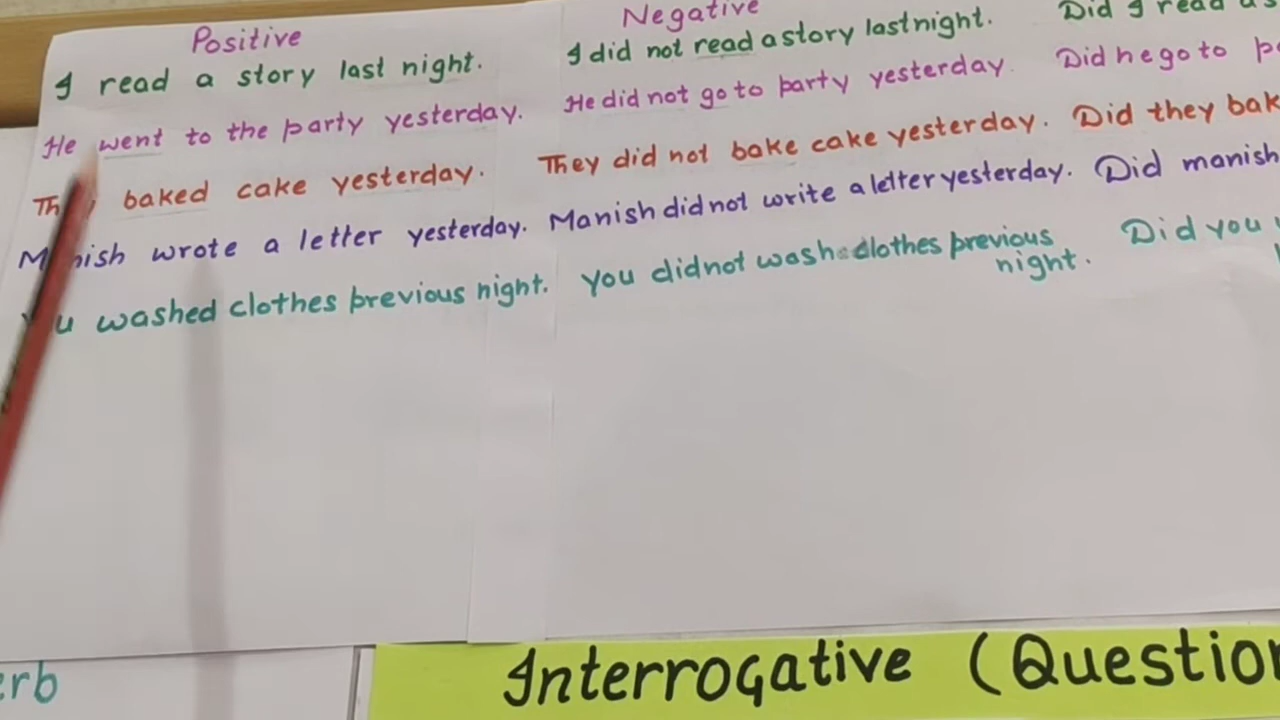 Positive
I read a story last night.
He went to the party yesterday.
baked cake yesterday.
wrote a letter yesterday.
washed clothes previous night.
Negative
I did not read a story last night.
He did not go to party yesterday.
They did not bake cake yesterday.
Manish did not write a letter yesterday.
you did not wash clothes previous
night.
Did I read a
Did he go to
Did they
Did manish
Did you
Interrogative (Question